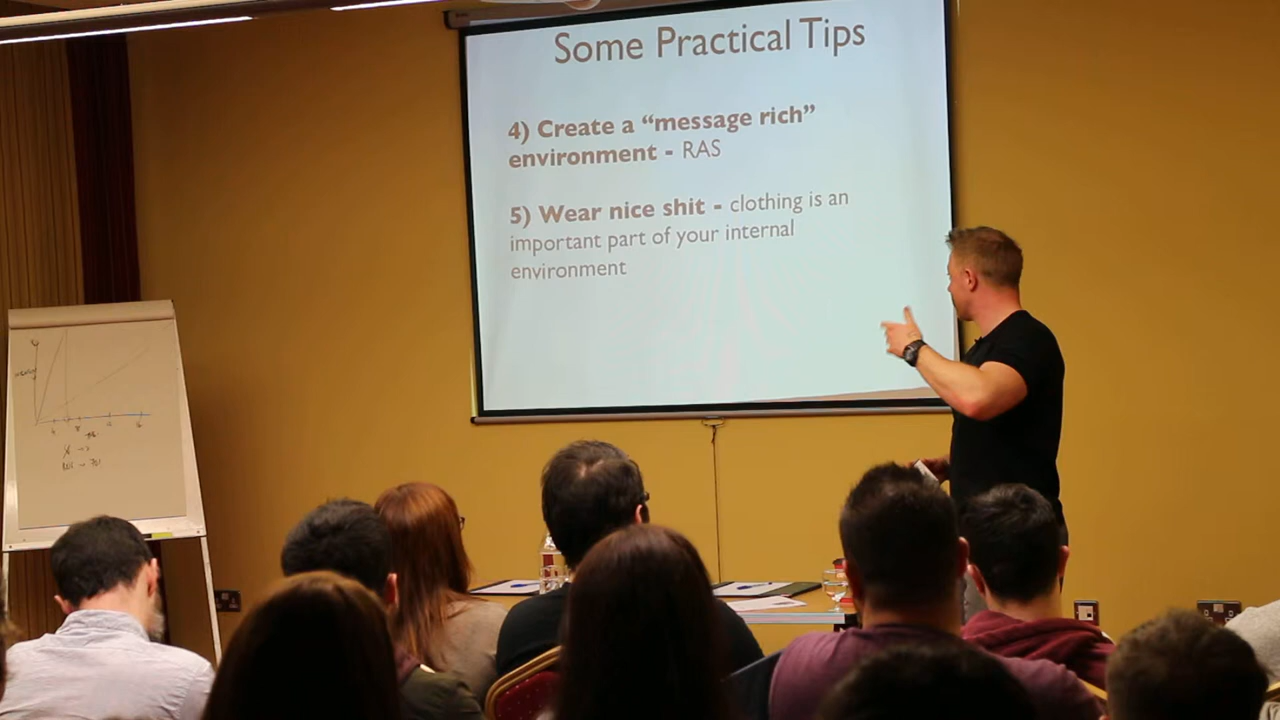 Some Practical Tips
4) Create a “message rich”
environment - RAS
5) Wear nice shit - clothing is an
important part of your internal
environment